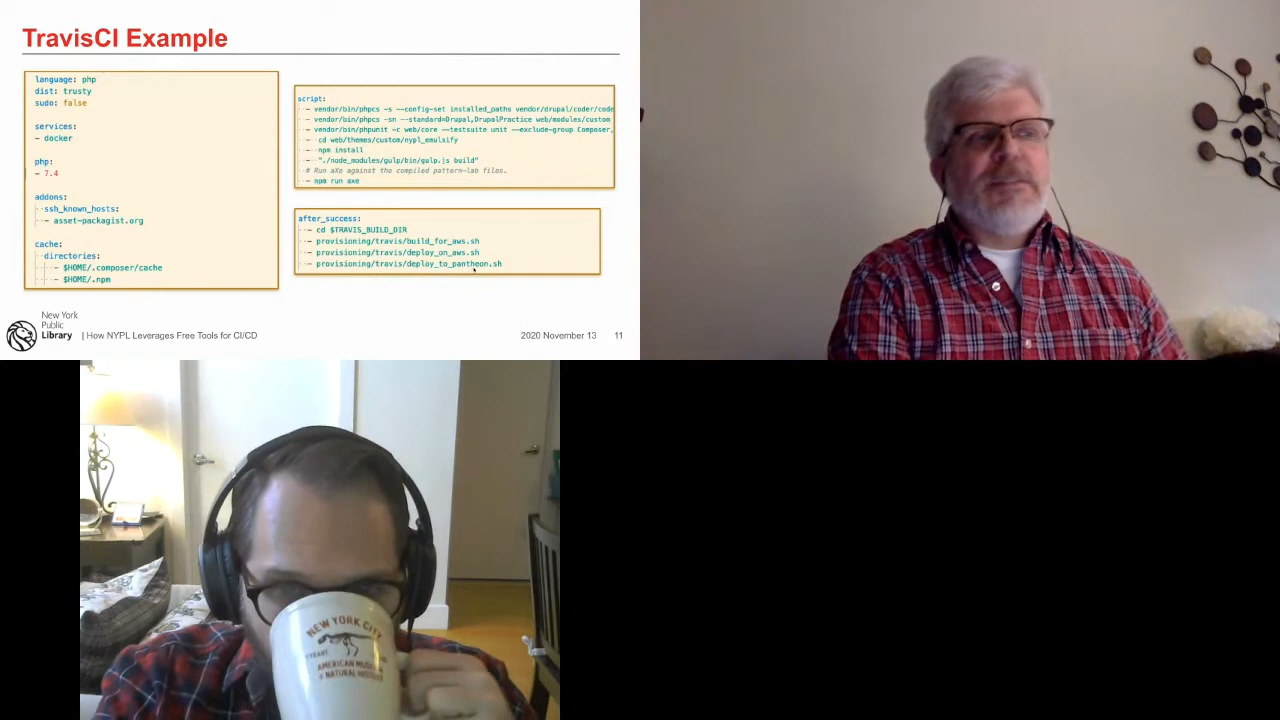 TravisCI Example
language: php
dist: trusty
sudo: false
services:
- docker
php:
- 7.4
addons:
ssh_known_hosts:
- asset-packagist.org
cache:
directories:
- $HOME/.composer/cache
- $HOME/.npm
script:
- vendor/bin/phpcs -s --config-set installed_paths vendor/drupal/coder/code
- vendor/bin/phpcs -sn --standard=Drupal,DrupalPractice web/modules/custom
- vendor/bin/phpunit -c web/core --testsuite unit --exclude-group Composer,
- cd web/themes/custom/nypl_emulsify
- npm install
- "./node_modules/gulp/bin/gulp.js build"
# Run aXe against the compiled pattern-lab files.
- npm run axe
after_success:
- cd $TRAVIS_BUILD_DIR
- provisioning/travis/build_for_aws.sh
- provisioning/travis/deploy_on_aws.sh
- provisioning/travis/deploy_to_pantheon.sh
New York
Public
Library | How NYPL Leverages Free Tools for CI/CD
2020 November 13 11
NEW YORK CITY
AMERICAN MUSEUM
NATURAL HISTORY